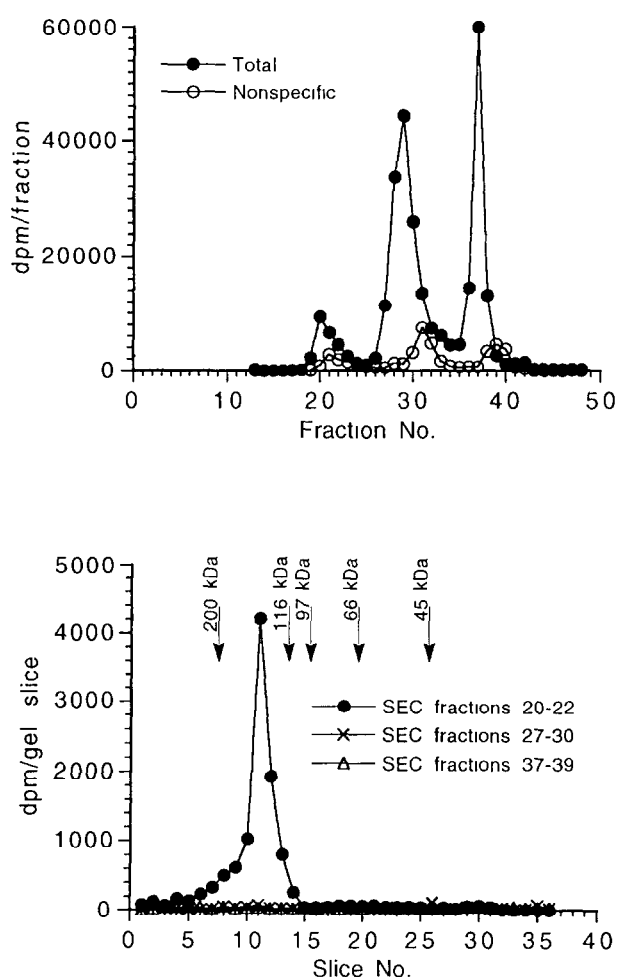 60000
40000
20000
0
dpm/fraction
Total
Nonspecific
0 10 20 30 40 50
Fraction No.
5000
4000
3000
2000
1000
0
dpm/gel slice
200 kDa
116 kDa
97 kDa
66 kDa
45 kDa
SEC fractions 20-22
SEC fractions 27-30
SEC fractions 37-39
0 5 10 15 20 25 30 35 40
Slice No.